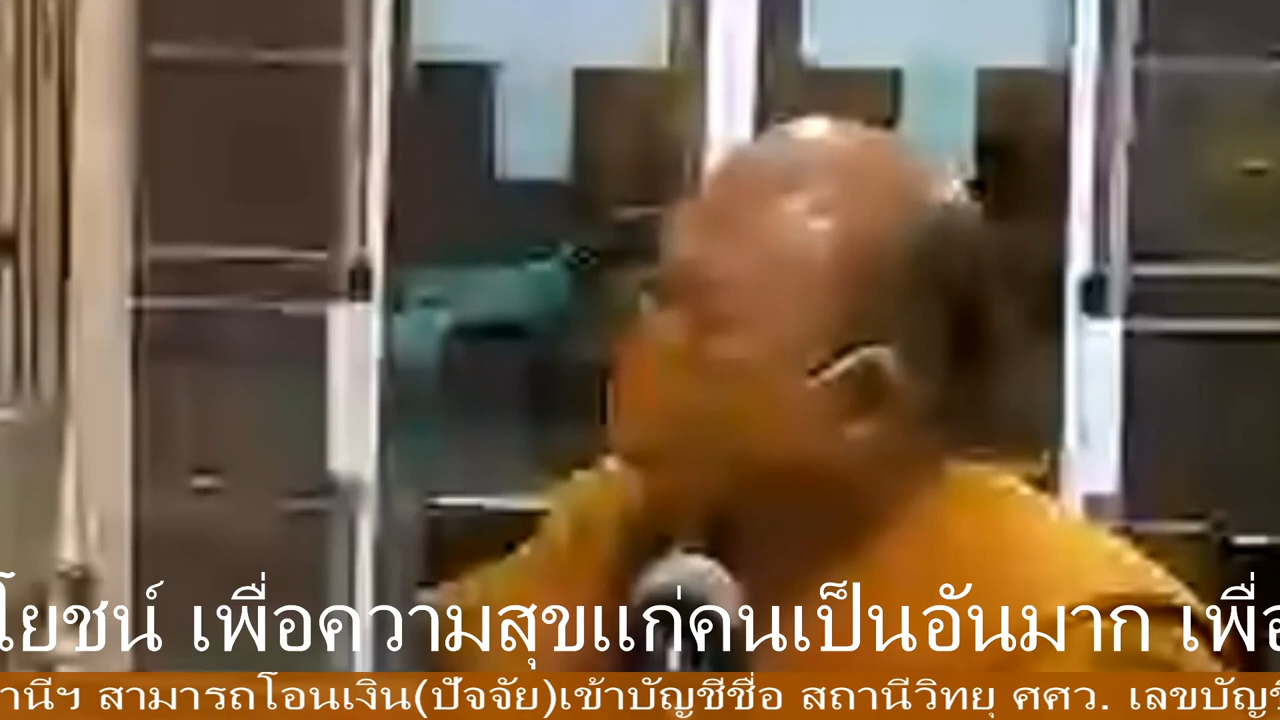 โยชน์ เพื่อความสุขแก่คนเป็นอันมาก เพื่อ
านีฯ สามารถโอนเงิน(ปัจจัย)เข้าบัญชีชื่อ สถานีวิทยุ ศศว. เลขบัญชี